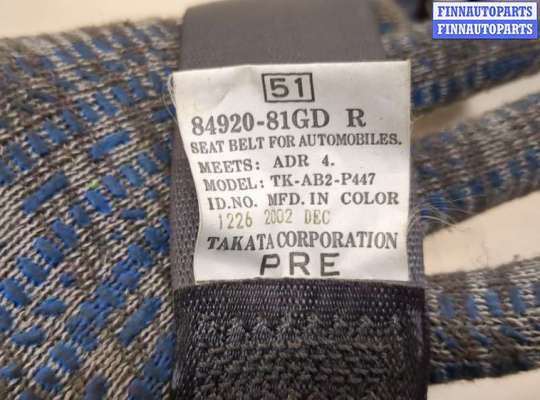 FINNAUTOPARTS
FINNAUTOPARTS
51
84920-81GD R
SEAT BELT FOR AUTOMOBILES.
MEETS: ADR 4.
MODEL: TK-AB2-P447
ID.NO. MFD.IN COLOR
1226 2002 DEC
TAKATA CORPORATION
PRE